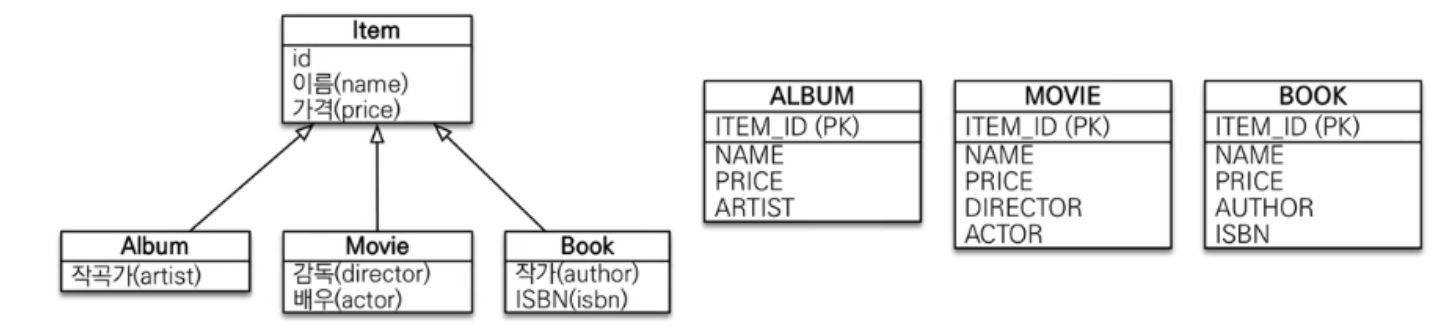 Item
id
이름(name)
가격(price)
Album
작곡가(artist)
Movie
감독(director)
배우(actor)
Book
작가(author)
ISBN(isbn)
ALBUM
ITEM_ID (PK)
NAME
PRICE
ARTIST
MOVIE
ITEM_ID (PK)
NAME
PRICE
DIRECTOR
ACTOR
BOOK
ITEM_ID (PK)
NAME
PRICE
AUTHOR
ISBN